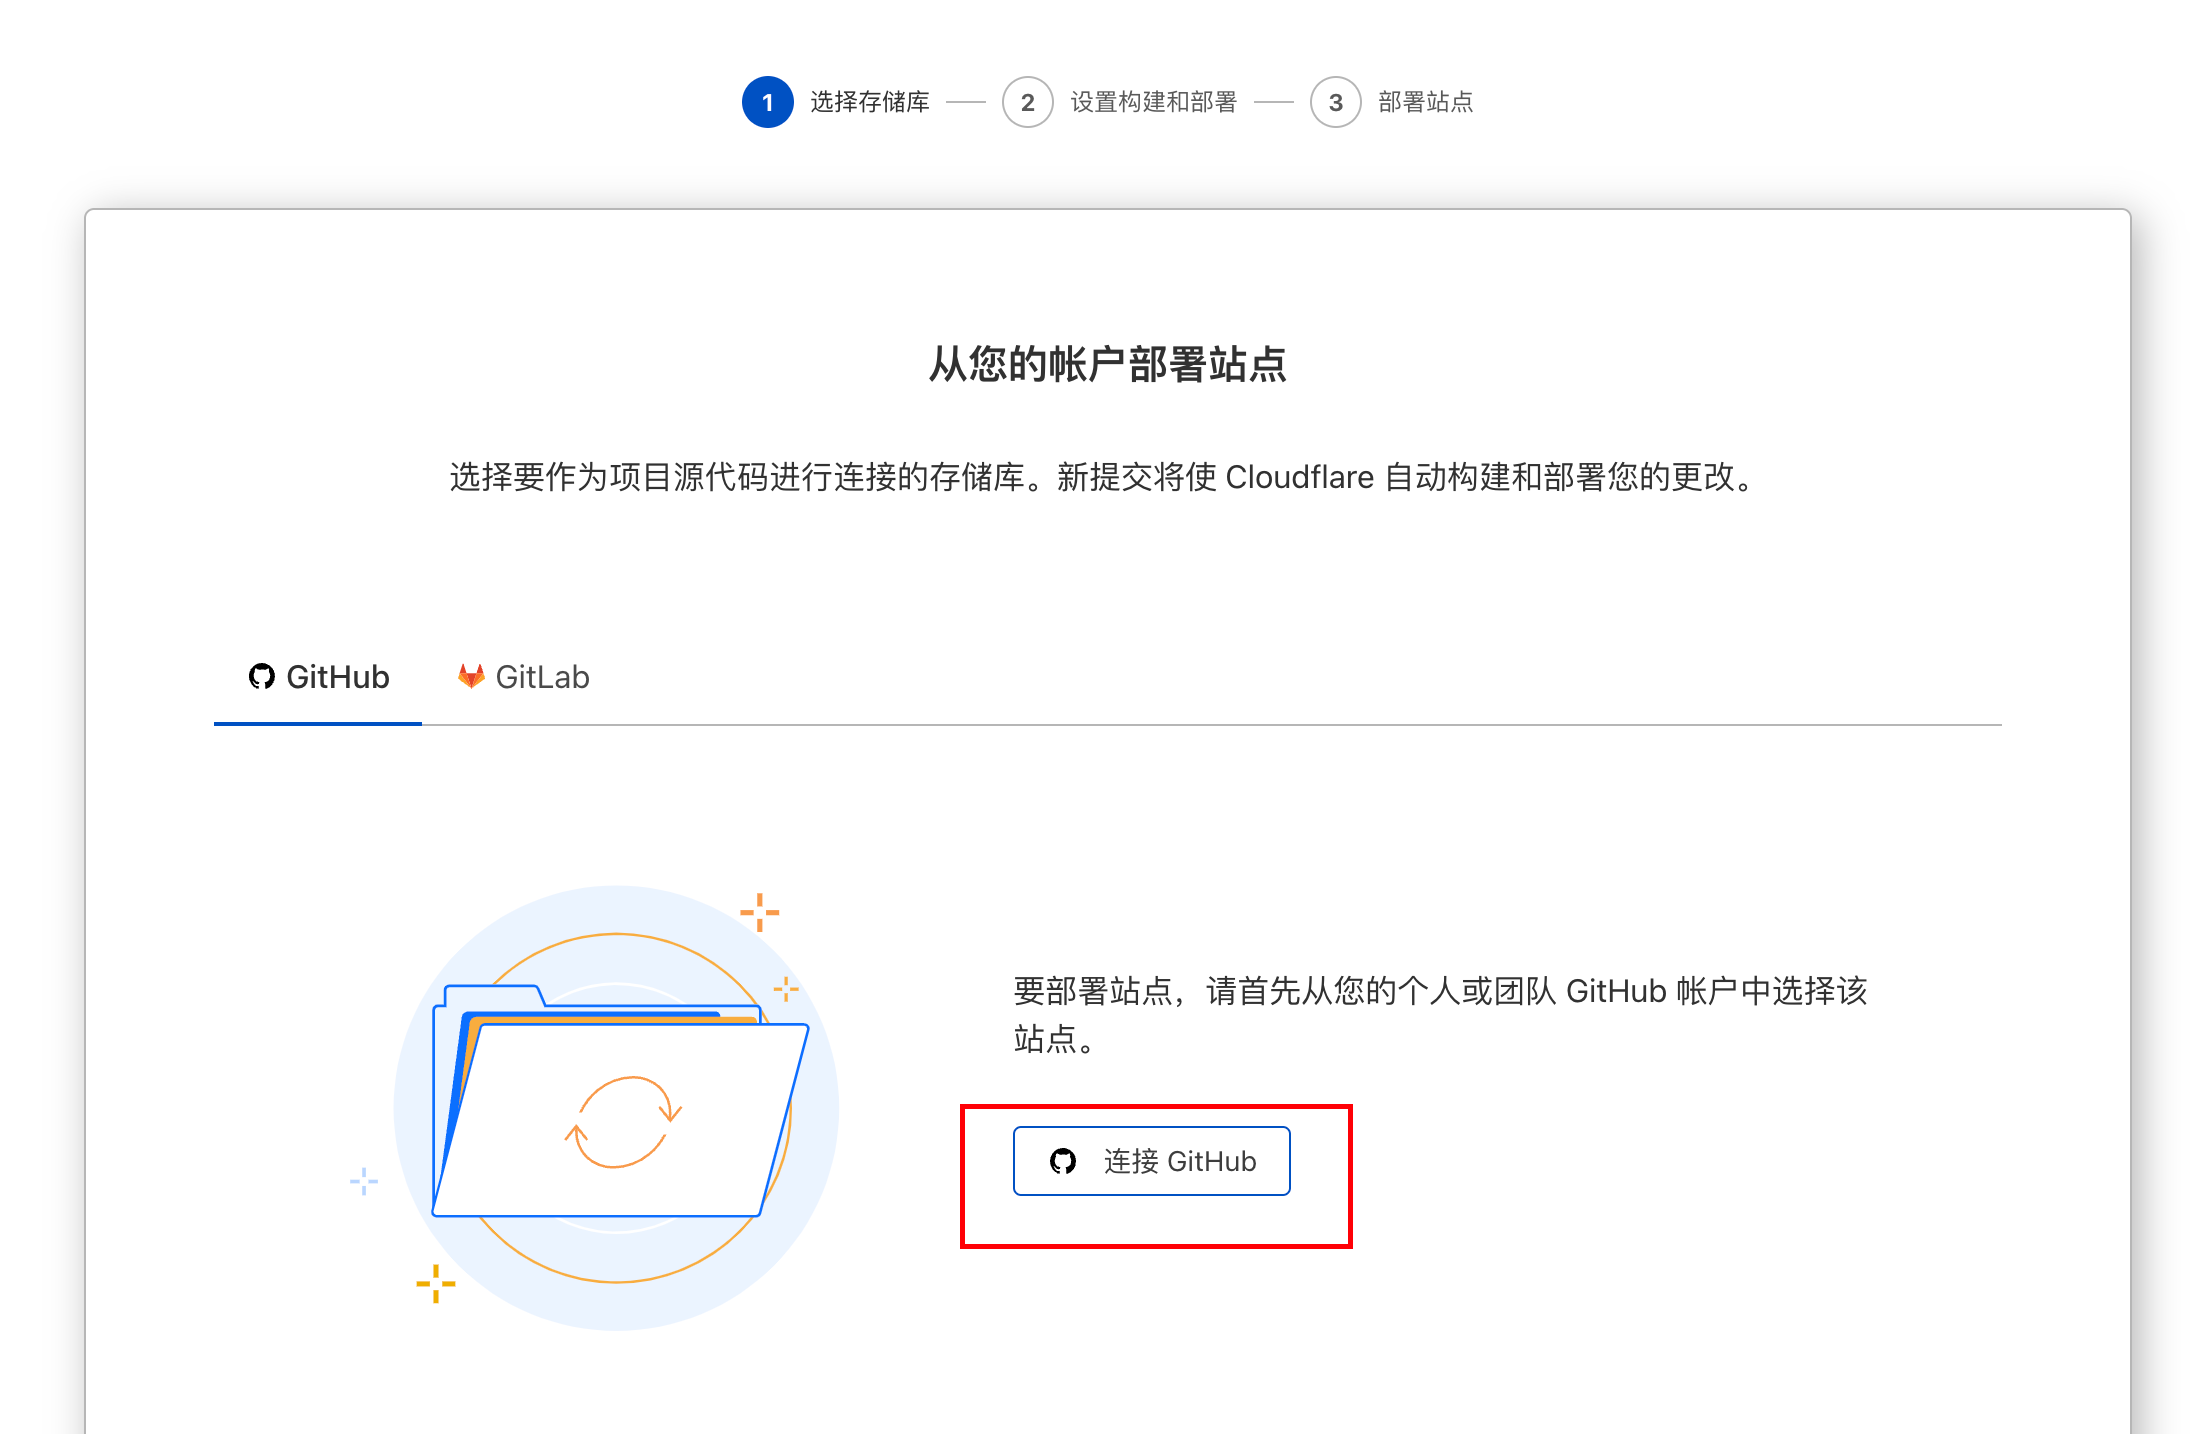 1 选择存储库 2 设置构建和部署 3 部署站点
从您的帐户部署站点
选择要作为项目源代码进行连接的存储库。新提交将使 Cloudflare 自动构建和部署您的更改。
GitHub GitLab
要部署站点，请首先从您的个人或团队 GitHub 帐户中选择该
站点。
连接 GitHub